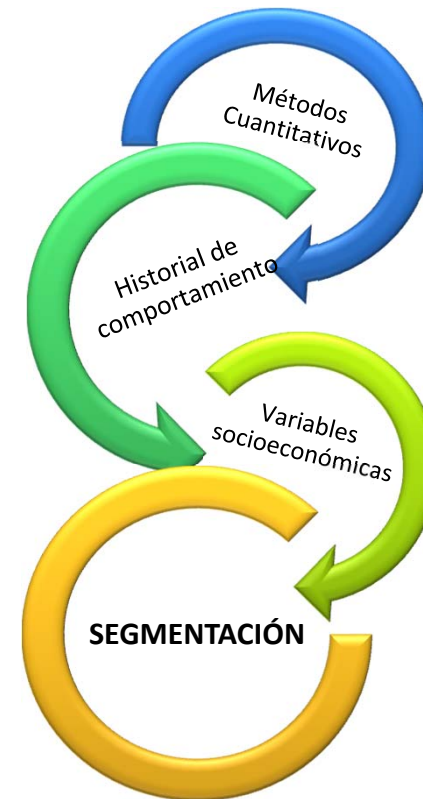 Métodos
Cuantitativos
Historial de
comportamiento
Variables
socioeconómicas
SEGMENTACIÓN